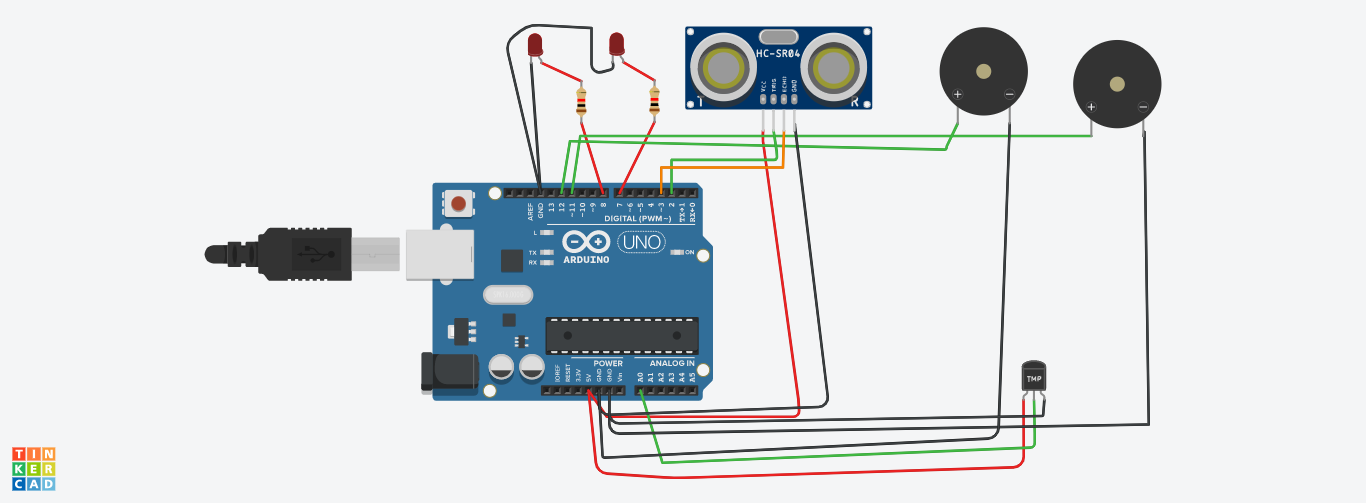 HC-SR04
VCC
TRIG
ECHO
GND
T
R
+
−
+
−
AREF
GND
13
12
~11
~10
~9
8
7
~6
~5
4
~3
2
TX→1
RX←0
DIGITAL (PWM~)
L
TX
RX
UNO
ON
ARDUINO
POWER
ANALOG IN
IOREF
RESET
3.3V
5V
GND
GND
Vin
A0
A1
A2
A3
A4
A5
TMP
TIN
KER
CAD